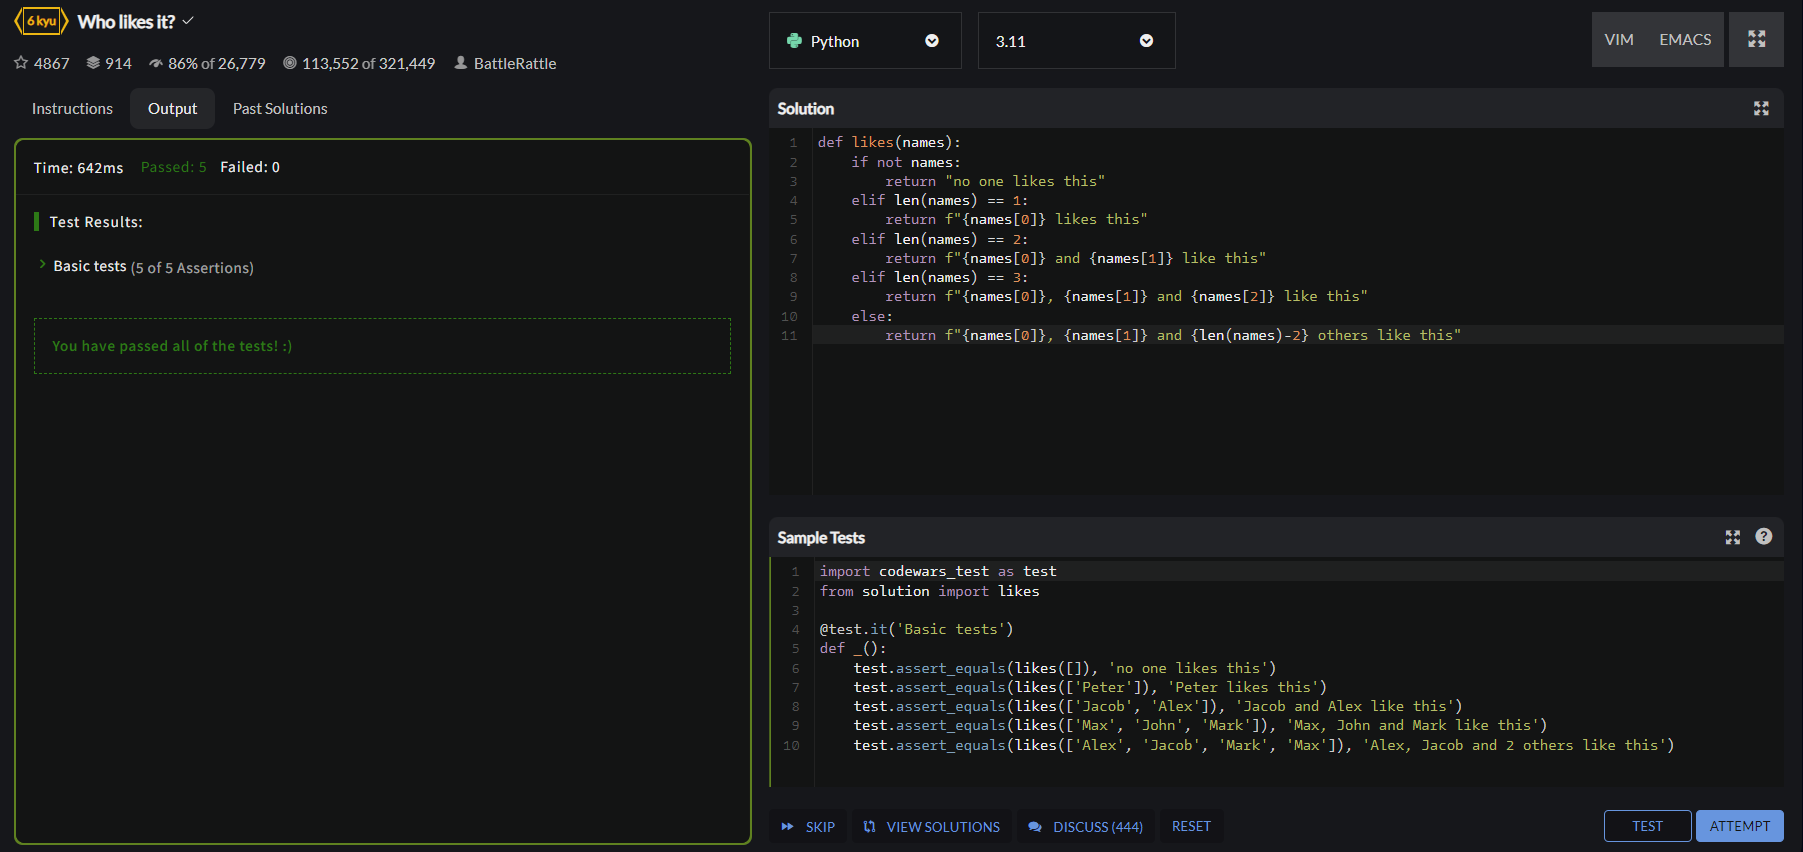 6 kyu Who likes it?
4867 914 86% of 26,779 113,552 of 321,449 BattleRattle
Instructions Output Past Solutions
Time: 642ms Passed: 5 Failed: 0
Test Results:
Basic tests (5 of 5 Assertions)
You have passed all of the tests! :)
Python 3.11 VIM EMACS
Solution
1 def likes(names):
2     if not names:
3         return "no one likes this"
4     elif len(names) == 1:
5         return f"{names[0]} likes this"
6     elif len(names) == 2:
7         return f"{names[0]} and {names[1]} like this"
8     elif len(names) == 3:
9         return f"{names[0]}, {names[1]} and {names[2]} like this"
10     else:
11         return f"{names[0]}, {names[1]} and {len(names)-2} others like this"
Sample Tests ?
1 import codewars_test as test
2 from solution import likes
3
4 @test.it('Basic tests')
5 def _():
6     test.assert_equals(likes([]), 'no one likes this')
7     test.assert_equals(likes(['Peter']), 'Peter likes this')
8     test.assert_equals(likes(['Jacob', 'Alex']), 'Jacob and Alex like this')
9     test.assert_equals(likes(['Max', 'John', 'Mark']), 'Max, John and Mark like this')
10     test.assert_equals(likes(['Alex', 'Jacob', 'Mark', 'Max']), 'Alex, Jacob and 2 others like this')
SKIP VIEW SOLUTIONS DISCUSS (444) RESET TEST ATTEMPT